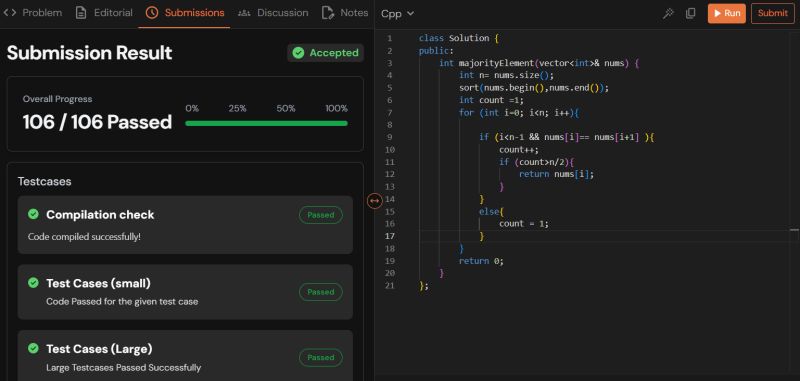 Problem Editorial Submissions Discussion Notes
Submission Result
Accepted
Overall Progress
106 / 106 Passed
0% 25% 50% 100%
Testcases
Compilation check
Passed
Code compiled successfully!
Test Cases (small)
Passed
Code Passed for the given test case
Test Cases (Large)
Passed
Large Testcases Passed Successfully
Cpp
Run
Submit
1 class Solution {
2 public:
3 int majorityElement(vector<int>& nums) {
4 int n= nums.size();
5 sort(nums.begin(),nums.end());
6 int count =1;
7 for (int i=0; i<n; i++){
8
9 if (i<n-1 && nums[i]== nums[i+1] ){
10 count++;
11 if (count>n/2){
12 return nums[i];
13 }
14 }
15 else{
16 count = 1;
17 }
18 }
19 return 0;
20 }
21 };